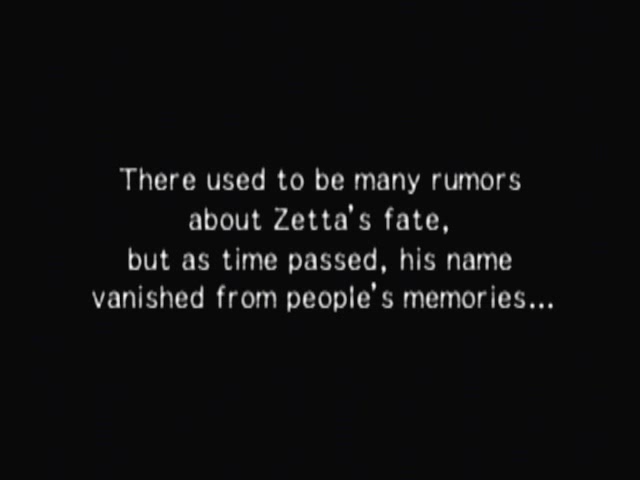 There used to be many rumors
about Zetta's fate,
but as time passed, his name
vanished from people's memories...